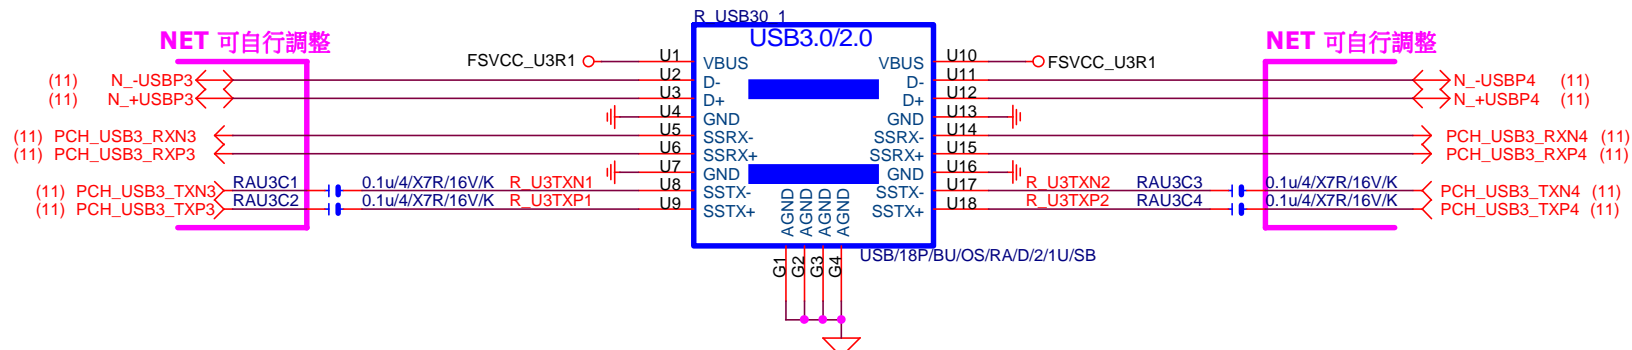 R_USB30_1
NET 可自行調整
USB3.0/2.0
NET 可自行調整
FSVCC_U3R1 U1 VBUS
VBUS U10 FSVCC_U3R1
(11) N_-USBP3 U2 D-
D- U11 N_-USBP4 (11)
(11) N_+USBP3 U3 D+
D+ U12 N_+USBP4 (11)
U4 GND
GND U13
(11) PCH_USB3_RXN3 U5 SSRX-
SSRX- U14 PCH_USB3_RXN4 (11)
(11) PCH_USB3_RXP3 U6 SSRX+
SSRX+ U15 PCH_USB3_RXP4 (11)
U7 GND
GND U16
(11) PCH_USB3_TXN3 RAU3C1 0.1u/4/X7R/16V/K R_U3TXN1 U8 SSTX-
SSTX- U17 R_U3TXN2 RAU3C3 0.1u/4/X7R/16V/K PCH_USB3_TXN4 (11)
(11) PCH_USB3_TXP3 RAU3C2 0.1u/4/X7R/16V/K R_U3TXP1 U9 SSTX+
SSTX+ U18 R_U3TXP2 RAU3C4 0.1u/4/X7R/16V/K PCH_USB3_TXP4 (11)
AGND AGND AGND AGND
G1 G2 G3 G4
USB/18P/BU/OS/RA/D/2/1U/SB